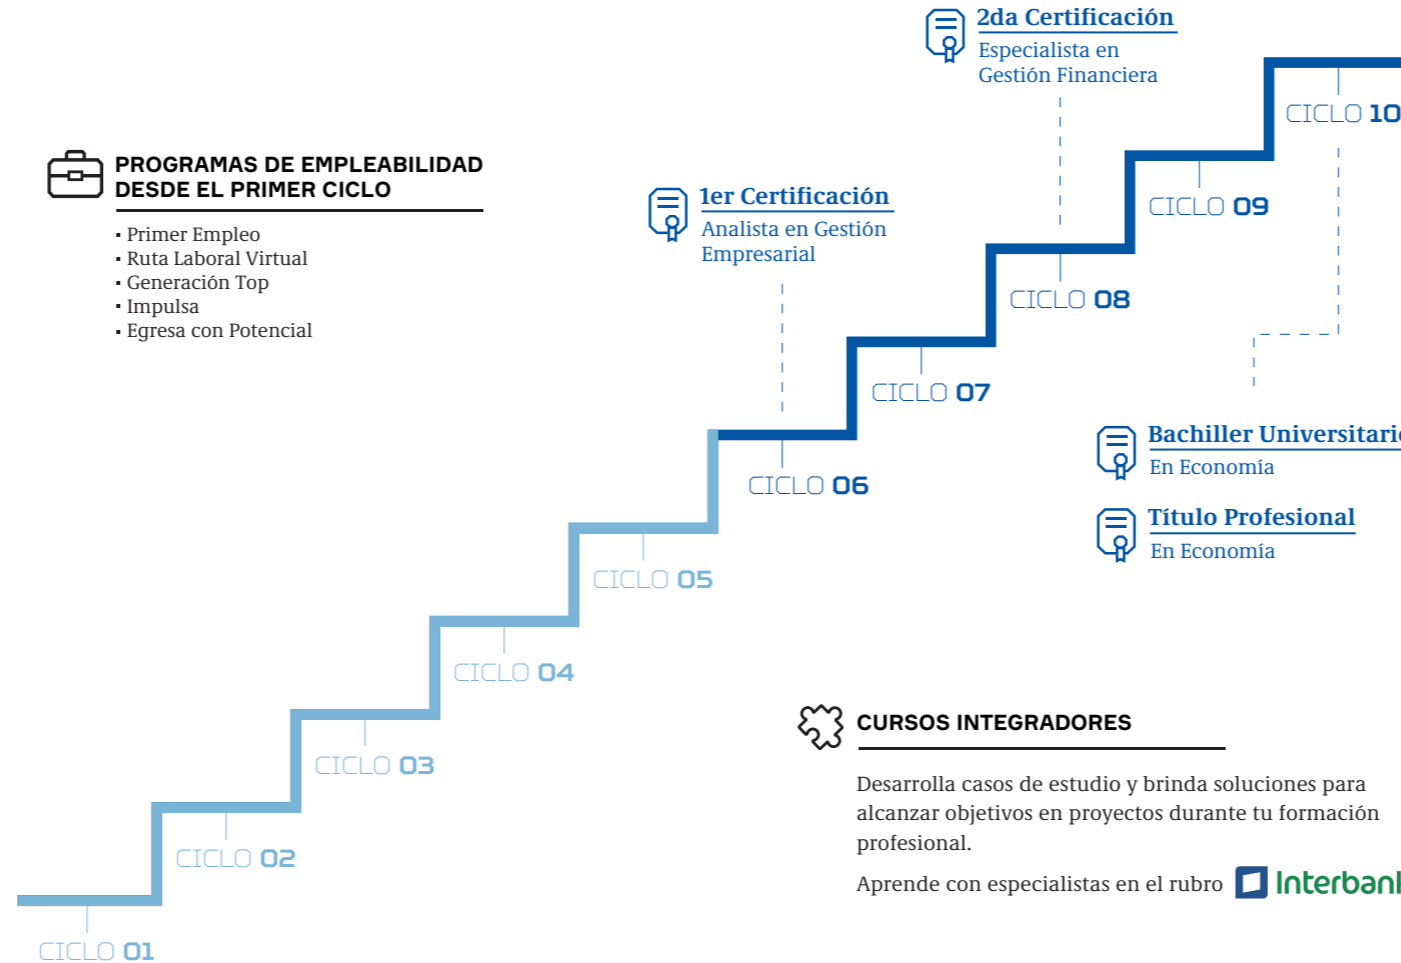 2da Certificación
Especialista en
Gestión Financiera
CICLO 10
PROGRAMAS DE EMPLEABILIDAD
DESDE EL PRIMER CICLO
▪ Primer Empleo
▪ Ruta Laboral Virtual
▪ Generación Top
▪ Impulsa
▪ Egresa con Potencial
1er Certificación
Analista en Gestión
Empresarial
CICLO 09
CICLO 08
CICLO 07
CICLO 06
Bachiller Universitario
En Economía
Título Profesional
En Economía
CICLO 05
CICLO 04
CICLO 03
CICLO 02
CICLO 01
CURSOS INTEGRADORES
Desarrolla casos de estudio y brinda soluciones para
alcanzar objetivos en proyectos durante tu formación
profesional.
Aprende con especialistas en el rubro Interbank